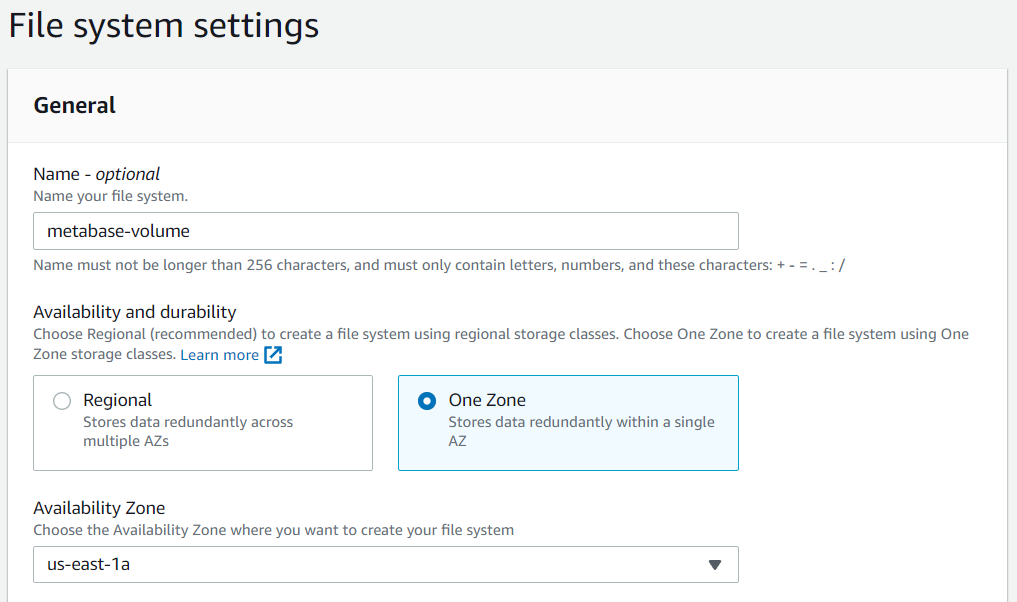 File system settings
General
Name - optional
Name your file system.
metabase-volume
Name must not be longer than 256 characters, and must only contain letters, numbers, and these characters: + - = . _ : /
Availability and durability
Choose Regional (recommended) to create a file system using regional storage classes. Choose One Zone to create a file system using One
Zone storage classes. Learn more
Regional
Stores data redundantly across
multiple AZs
One Zone
Stores data redundantly within a single
AZ
Availability Zone
Choose the Availability Zone where you want to create your file system
us-east-1a